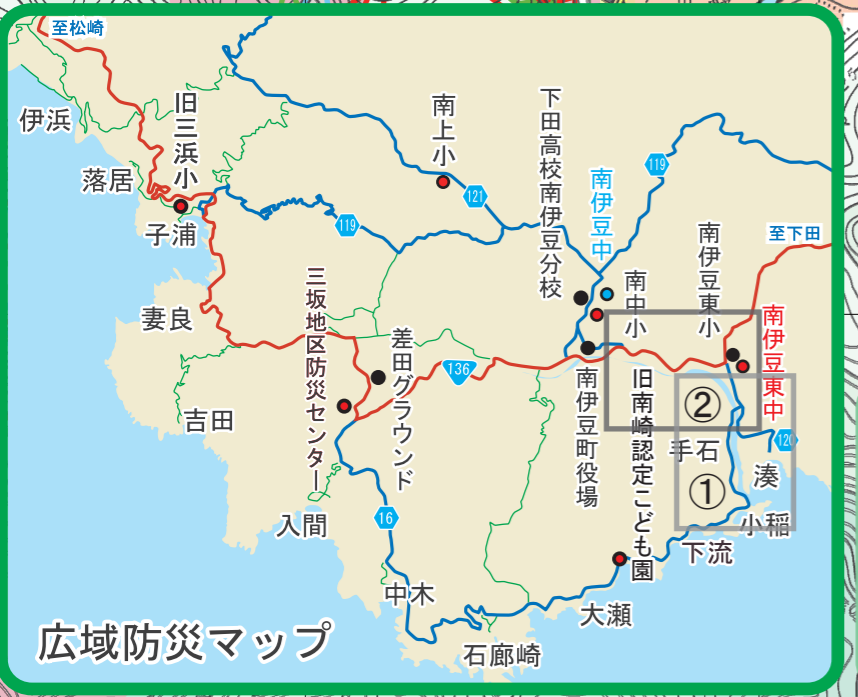 至松崎
伊浜
旧三浜小
落居
子浦
南上小
121
119
下田高校南伊豆分校
南伊豆中
119
南伊豆東小
至下田
南中小
妻良
三坂地区防災センター
差田グラウンド
136
南伊豆東中
吉田
南伊豆町役場
旧南崎認定こども園
②
手石
120
湊
①
小稲
入間
16
下流
中木
大瀬
石廊崎
広域防災マップ